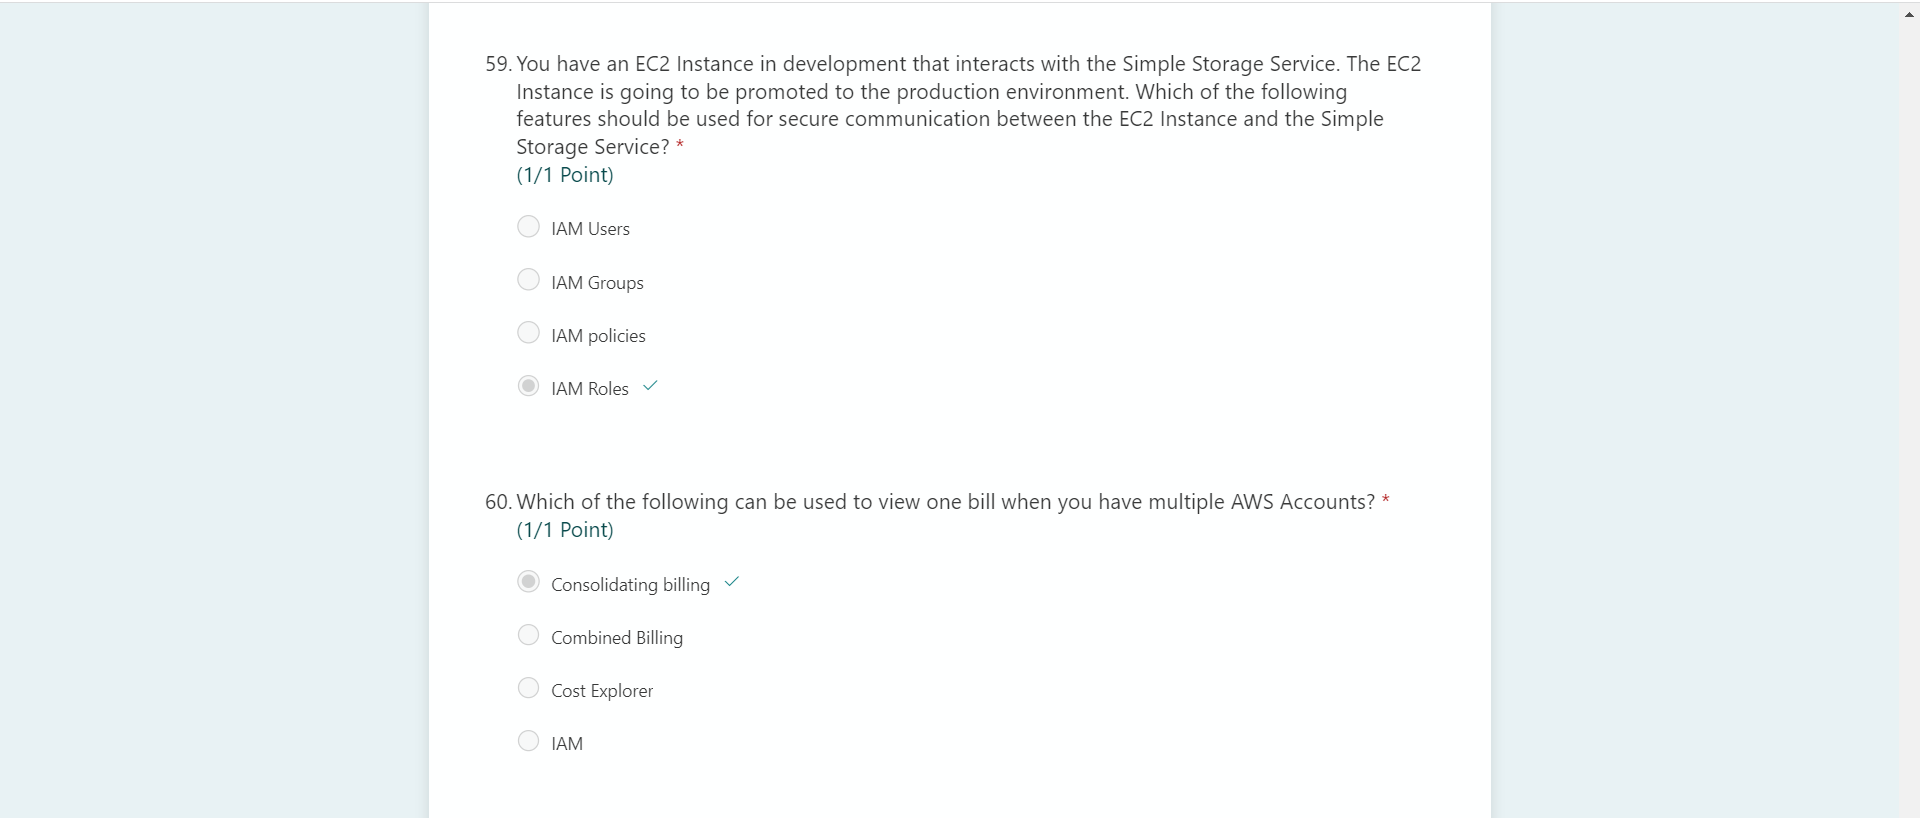 59. You have an EC2 Instance in development that interacts with the Simple Storage Service. The EC2
Instance is going to be promoted to the production environment. Which of the following
features should be used for secure communication between the EC2 Instance and the Simple
Storage Service? *
(1/1 Point)
IAM Users
IAM Groups
IAM policies
IAM Roles
60. Which of the following can be used to view one bill when you have multiple AWS Accounts? *
(1/1 Point)
Consolidating billing
Combined Billing
Cost Explorer
IAM